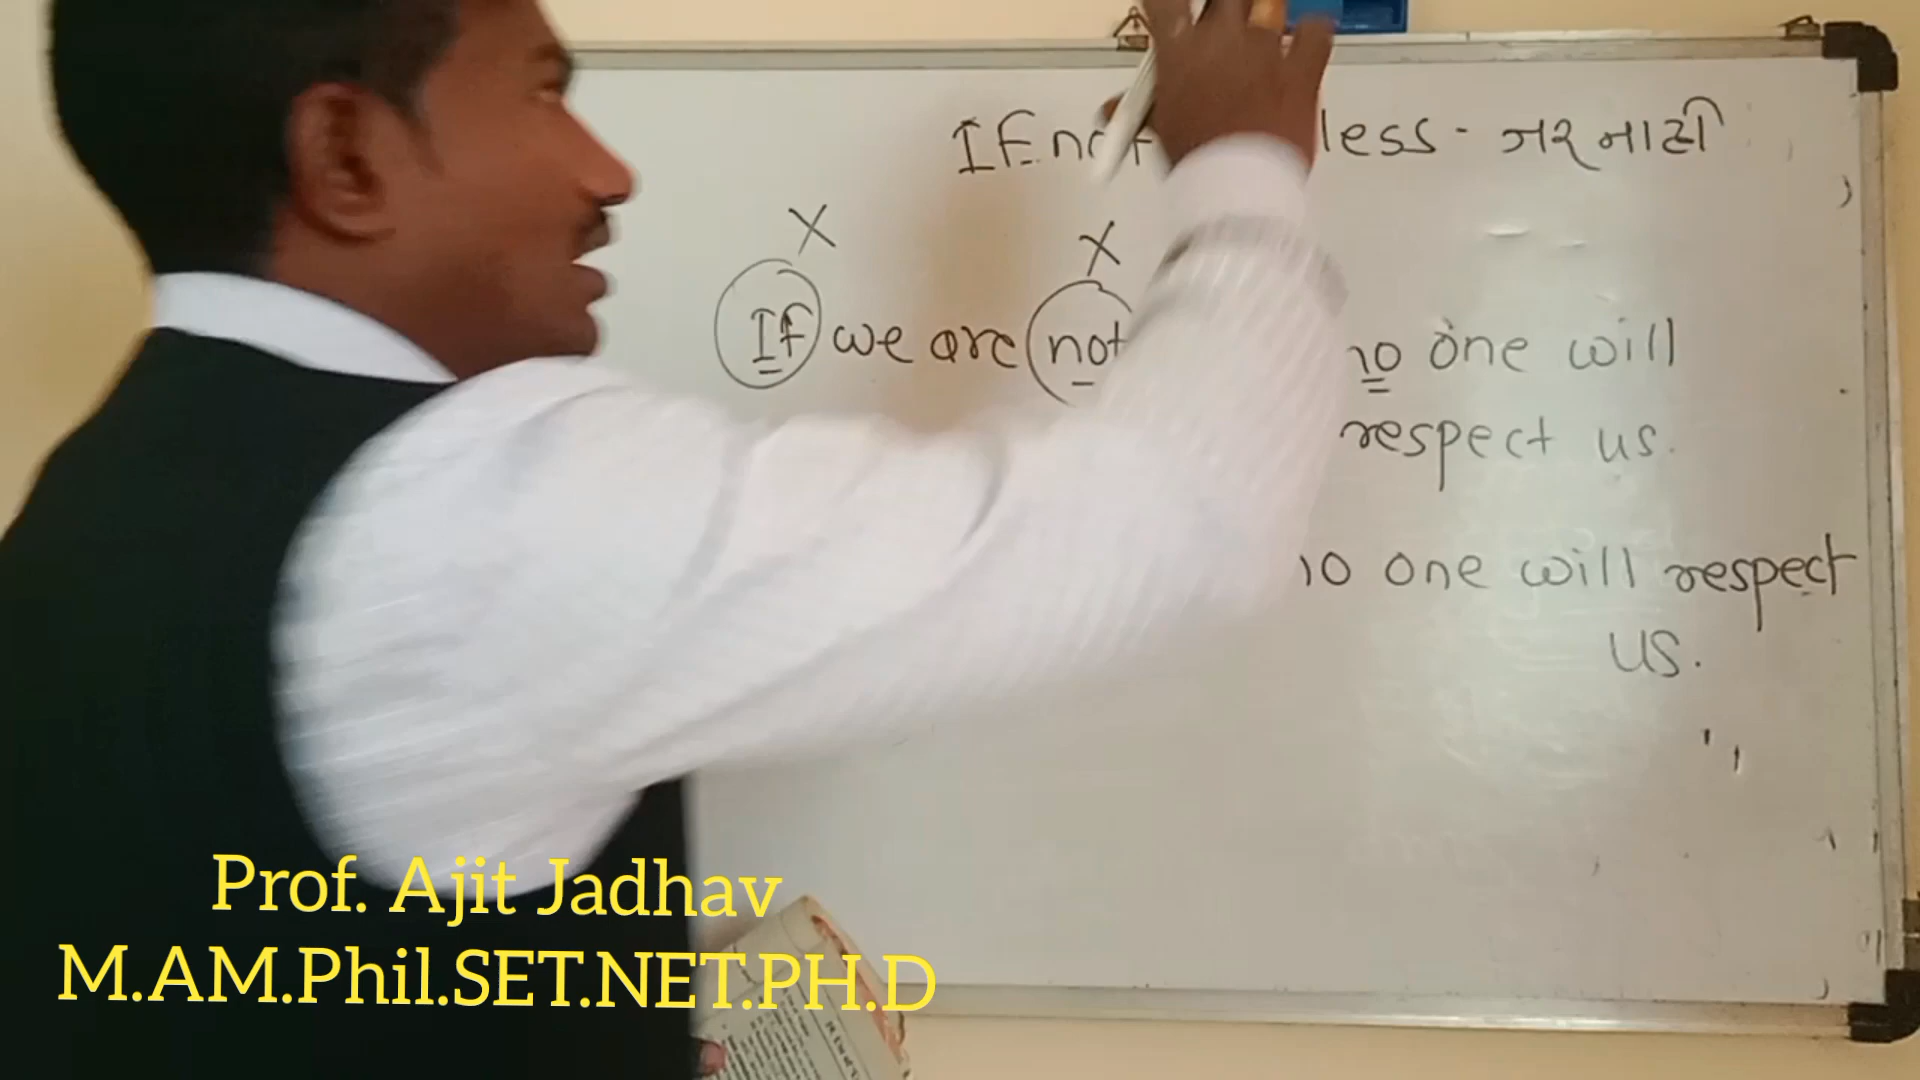 If not less - जर नाही
X X
If we are not no one will
respect us.
no one will respect
us.
Prof. Ajit Jadhav
M.AM.Phil.SET.NET.PH.D